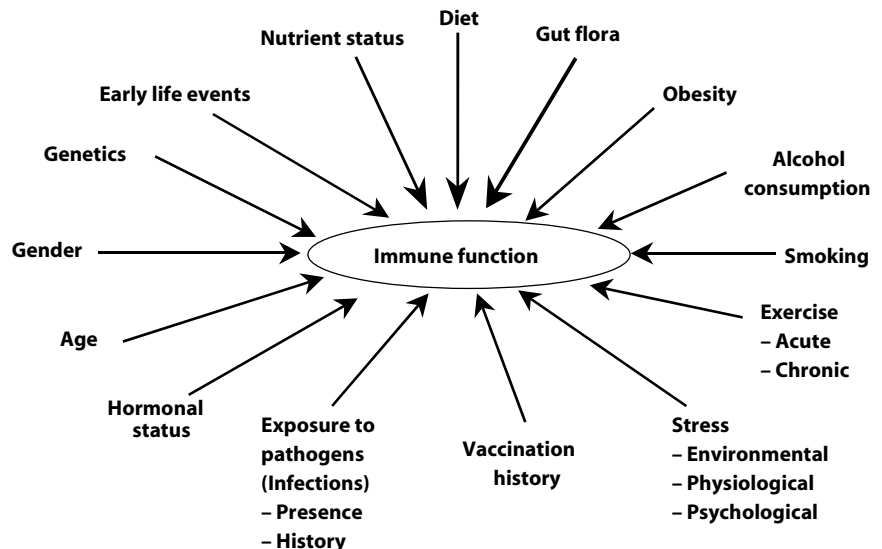 Diet
Nutrient status
Gut flora
Early life events
Obesity
Genetics
Alcohol
consumption
Gender
Immune function
Smoking
Age
Exercise
– Acute
– Chronic
Hormonal
status
Exposure to
pathogens
(Infections)
– Presence
– History
Vaccination
history
Stress
– Environmental
– Physiological
– Psychological